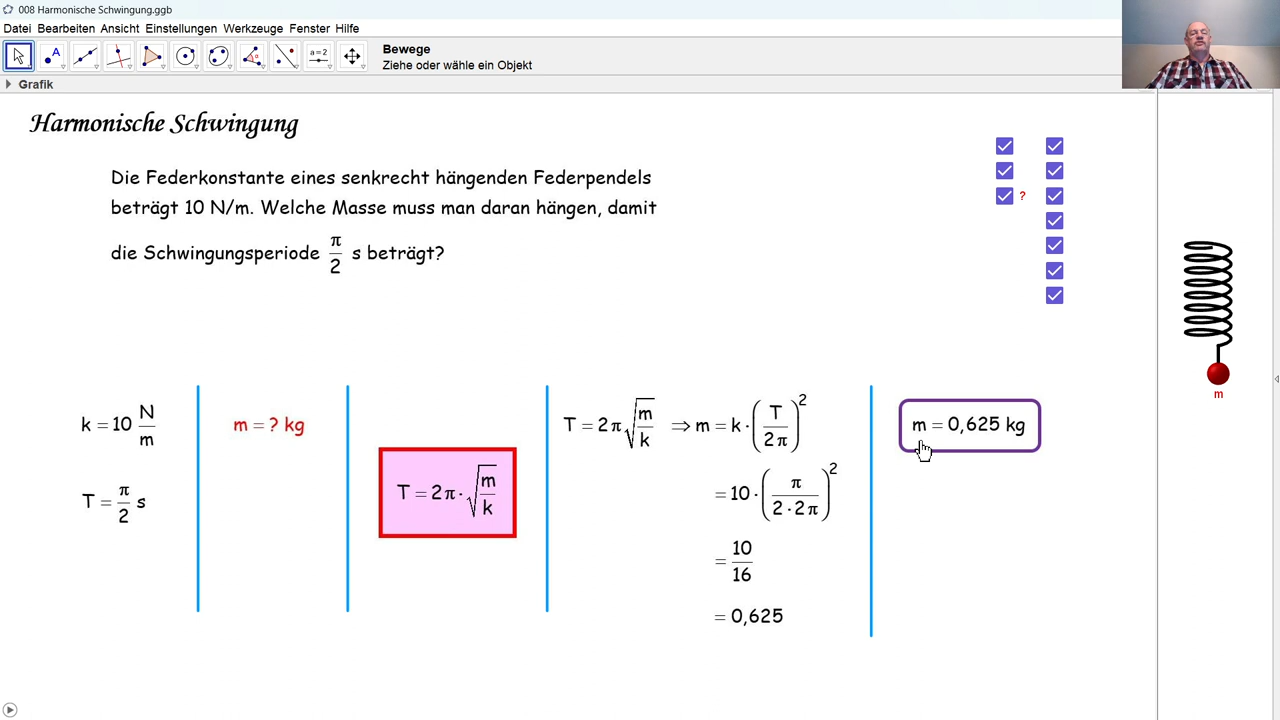 008 Harmonische Schwingung.ggb
Datei Bearbeiten Ansicht Einstellungen Werkzeuge Fenster Hilfe
A
a=2
Bewege
Ziehe oder wähle ein Objekt
Grafik
Harmonische Schwingung
Die Federkonstante eines senkrecht hängenden Federpendels
beträgt 10 N/m. Welche Masse muss man daran hängen, damit
die Schwingungsperiode π/2 s beträgt?
?
k = 10 N/m
T = π/2 s
m = ? kg
T = 2π · √(m/k)
T = 2π √(m/k) ⇒ m = k · (T/2π)²
= 10 · (π/2·2π)²
= 10/16
= 0,625
m = 0,625 kg
m